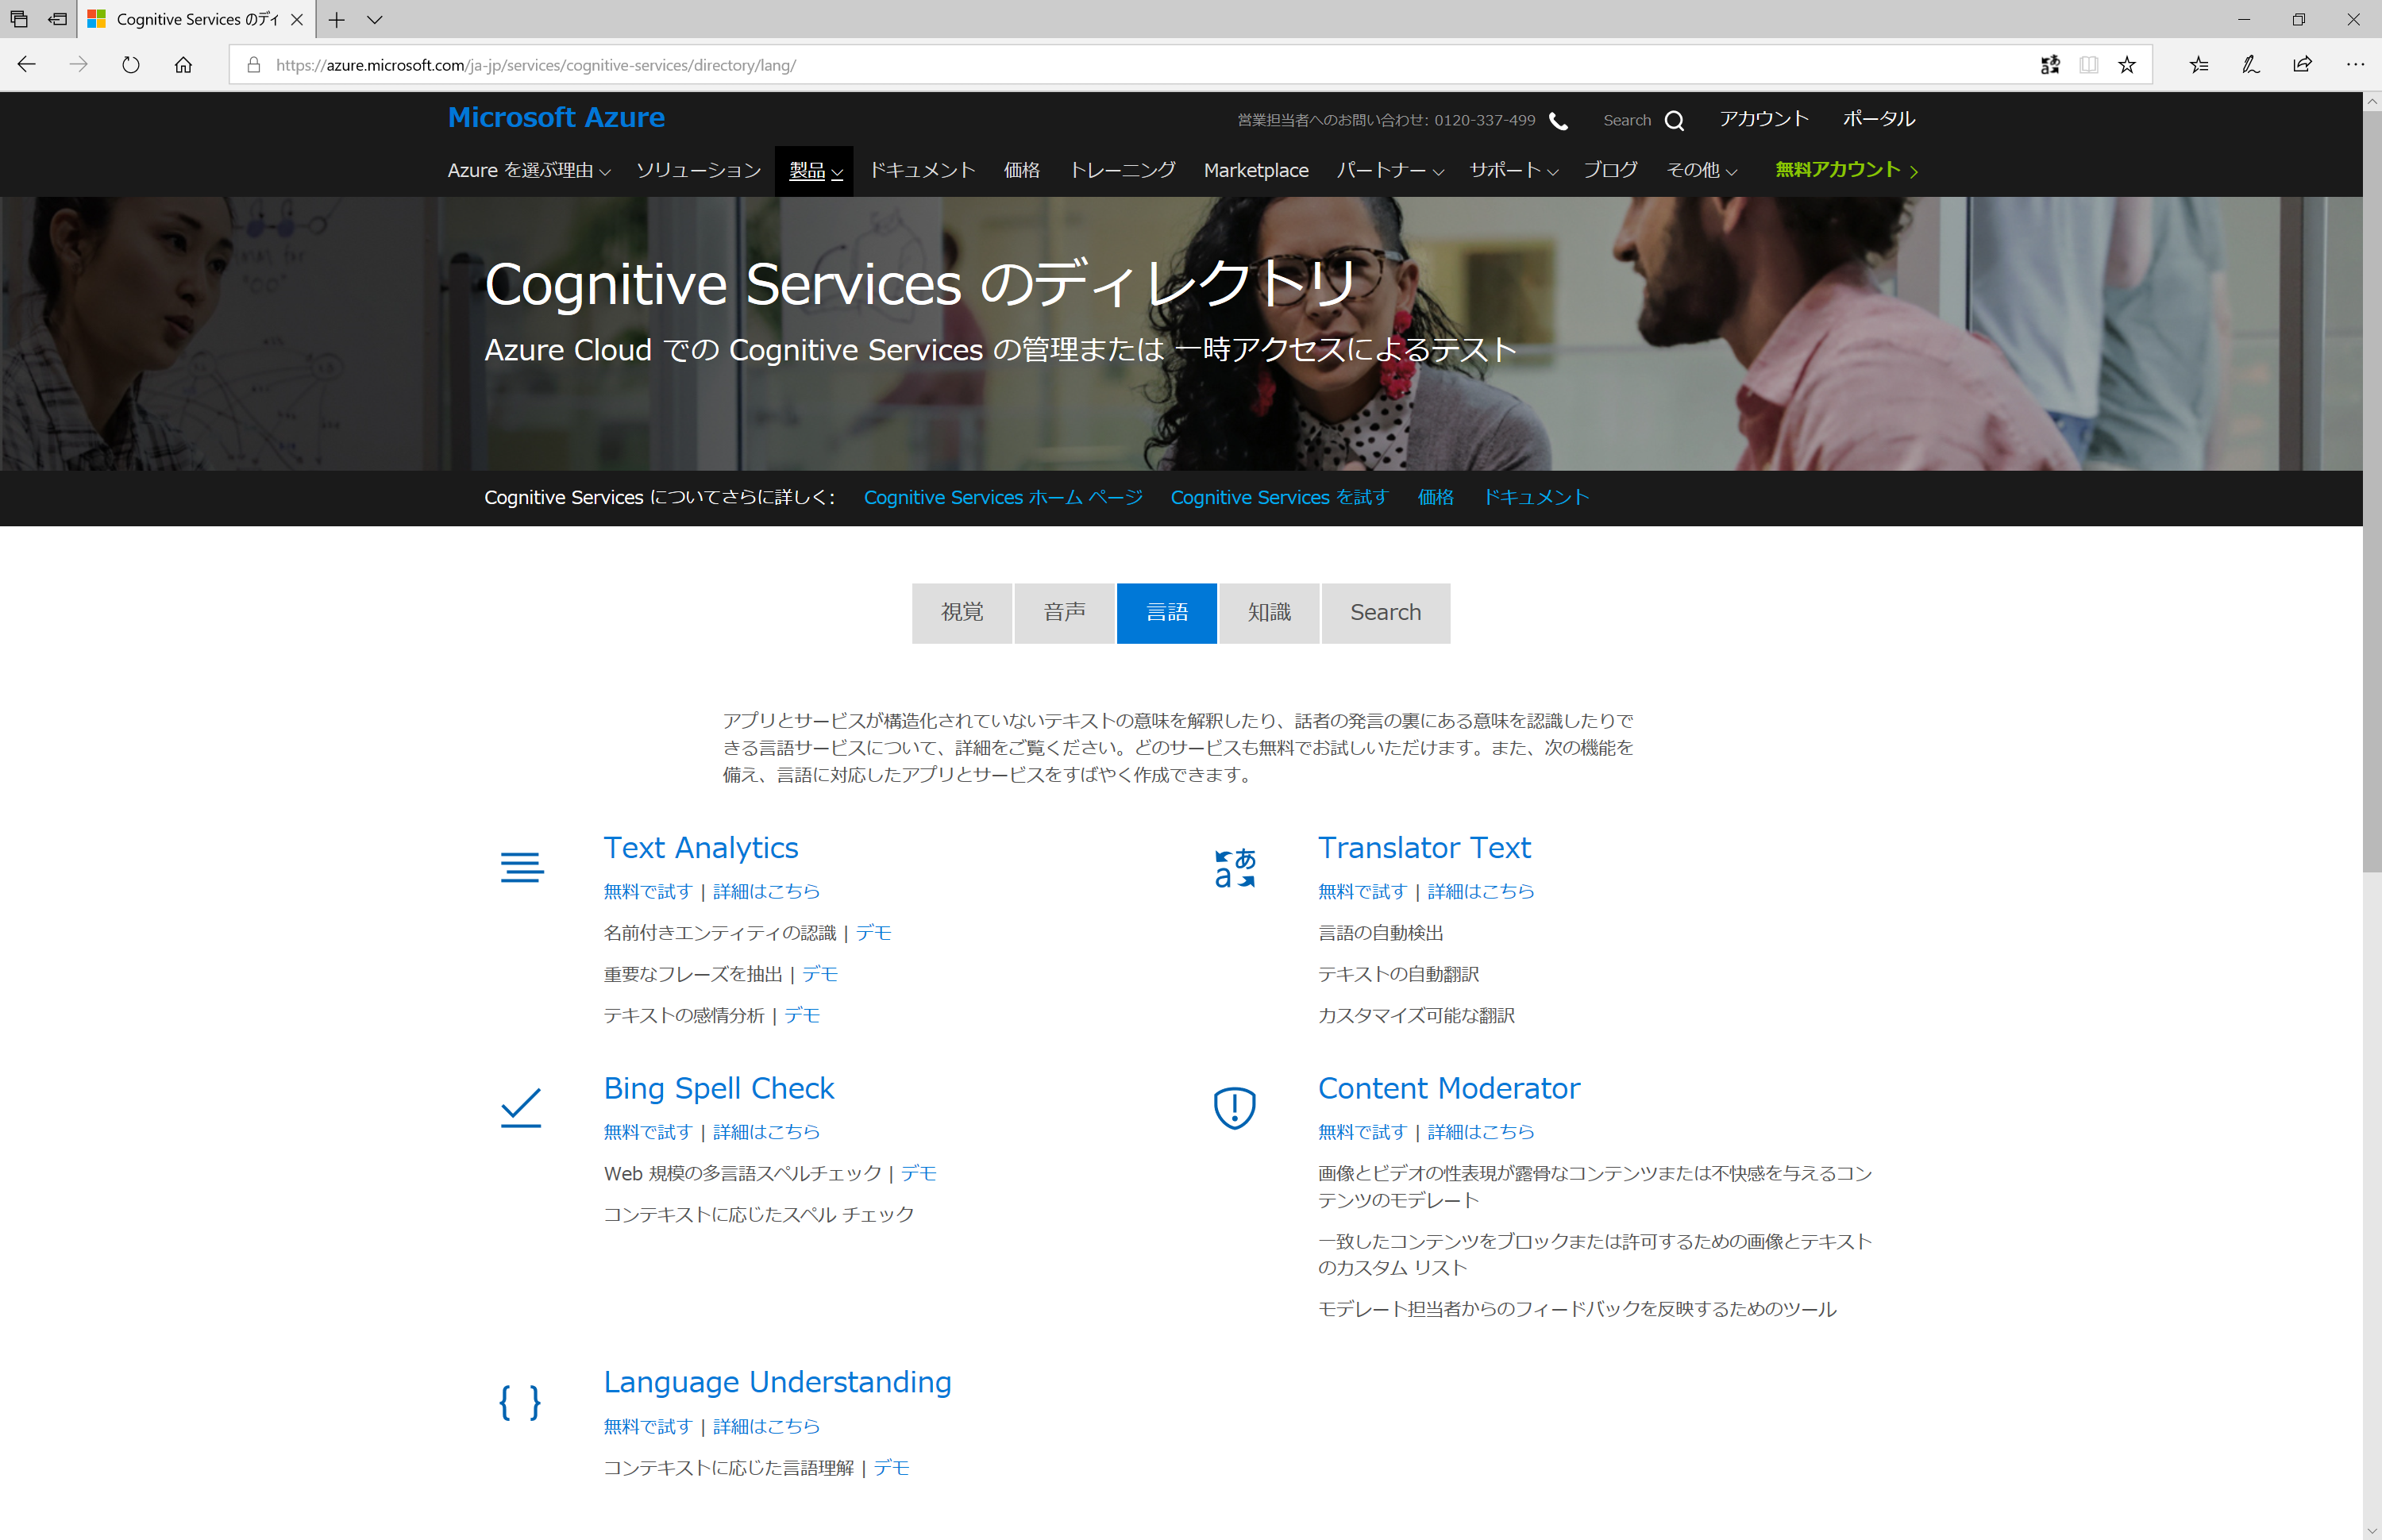 Cognitive Services のディ
https://azure.microsoft.com/ja-jp/services/cognitive-services/directory/lang/
Microsoft Azure
営業担当者へのお問い合わせ: 0120-337-499 Search アカウント ポータル
Azure を選ぶ理由 ソリューション 製品 ドキュメント 価格 トレーニング Marketplace パートナー サポート ブログ その他 無料アカウント
Cognitive Services のディレクトリ
Azure Cloud での Cognitive Services の管理または 一時アクセスによるテスト
Cognitive Services についてさらに詳しく: Cognitive Services ホーム ページ Cognitive Services を試す 価格 ドキュメント
視覚 音声 言語 知識 Search
アプリとサービスが構造化されていないテキストの意味を解釈したり、話者の発言の裏にある意味を認識したりで
きる言語サービスについて、詳細をご覧ください。どのサービスも無料でお試しいただけます。また、次の機能を
備え、言語に対応したアプリとサービスをすばやく作成できます。
Text Analytics
無料で試す | 詳細はこちら
名前付きエンティティの認識 | デモ
重要なフレーズを抽出 | デモ
テキストの感情分析 | デモ
あ
a
Translator Text
無料で試す | 詳細はこちら
言語の自動検出
テキストの自動翻訳
カスタマイズ可能な翻訳
Bing Spell Check
無料で試す | 詳細はこちら
Web 規模の多言語スペルチェック | デモ
コンテキストに応じたスペル チェック
Content Moderator
無料で試す | 詳細はこちら
画像とビデオの性表現が露骨なコンテンツまたは不快感を与えるコン
テンツのモデレート
一致したコンテンツをブロックまたは許可するための画像とテキスト
のカスタム リスト
モデレート担当者からのフィードバックを反映するためのツール
{ }
Language Understanding
無料で試す | 詳細はこちら
コンテキストに応じた言語理解 | デモ